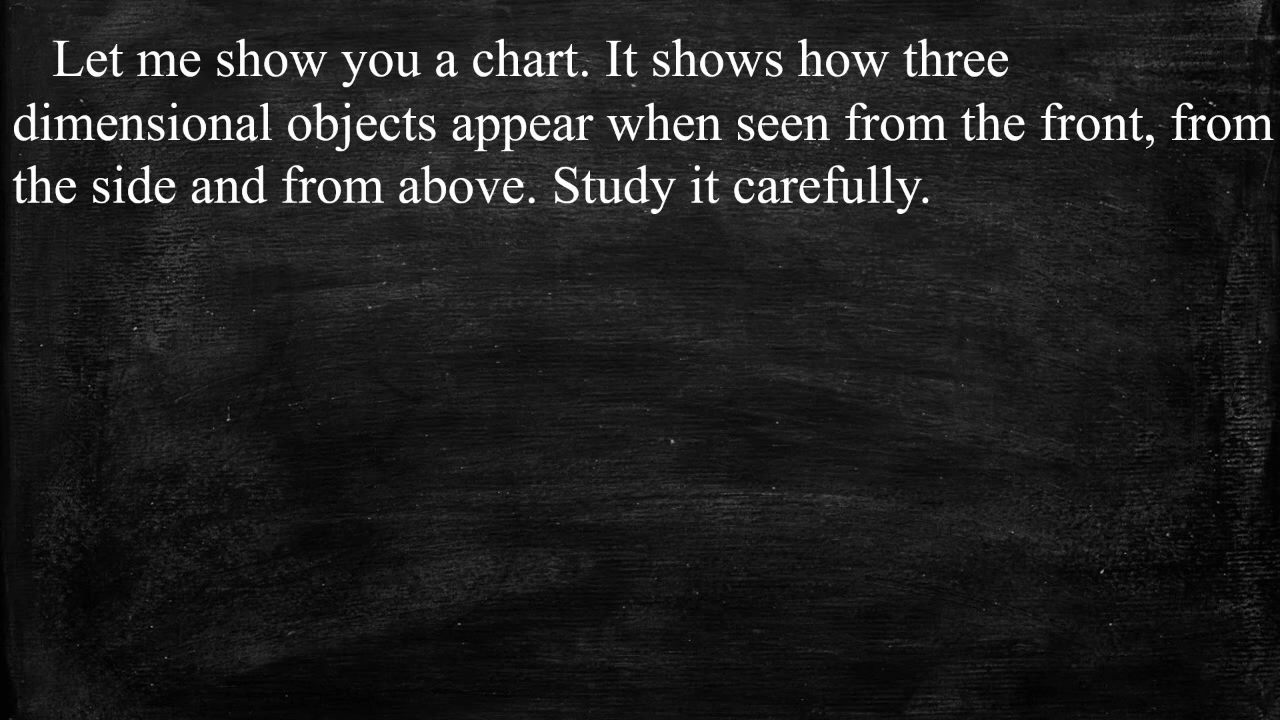 Let me show you a chart. It shows how three
dimensional objects appear when seen from the front, from
the side and from above. Study it carefully.